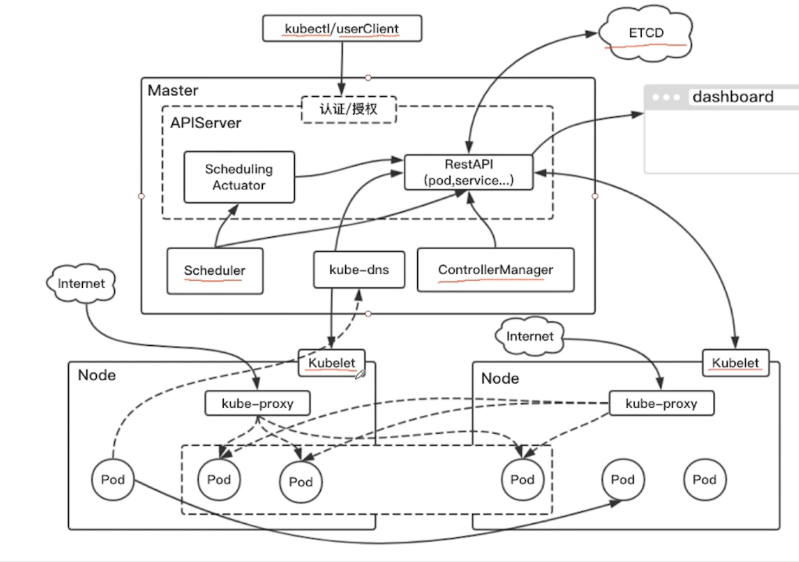 kubectl/userClient
ETCD
Master
dashboard
认证/授权
APIServer
Scheduling
Actuator
RestAPI
(pod,service...)
Scheduler
kube-dns
ControllerManager
Internet
Internet
Kubelet
Kubelet
Node
Node
kube-proxy
kube-proxy
Pod
Pod
Pod
Pod
Pod
Pod